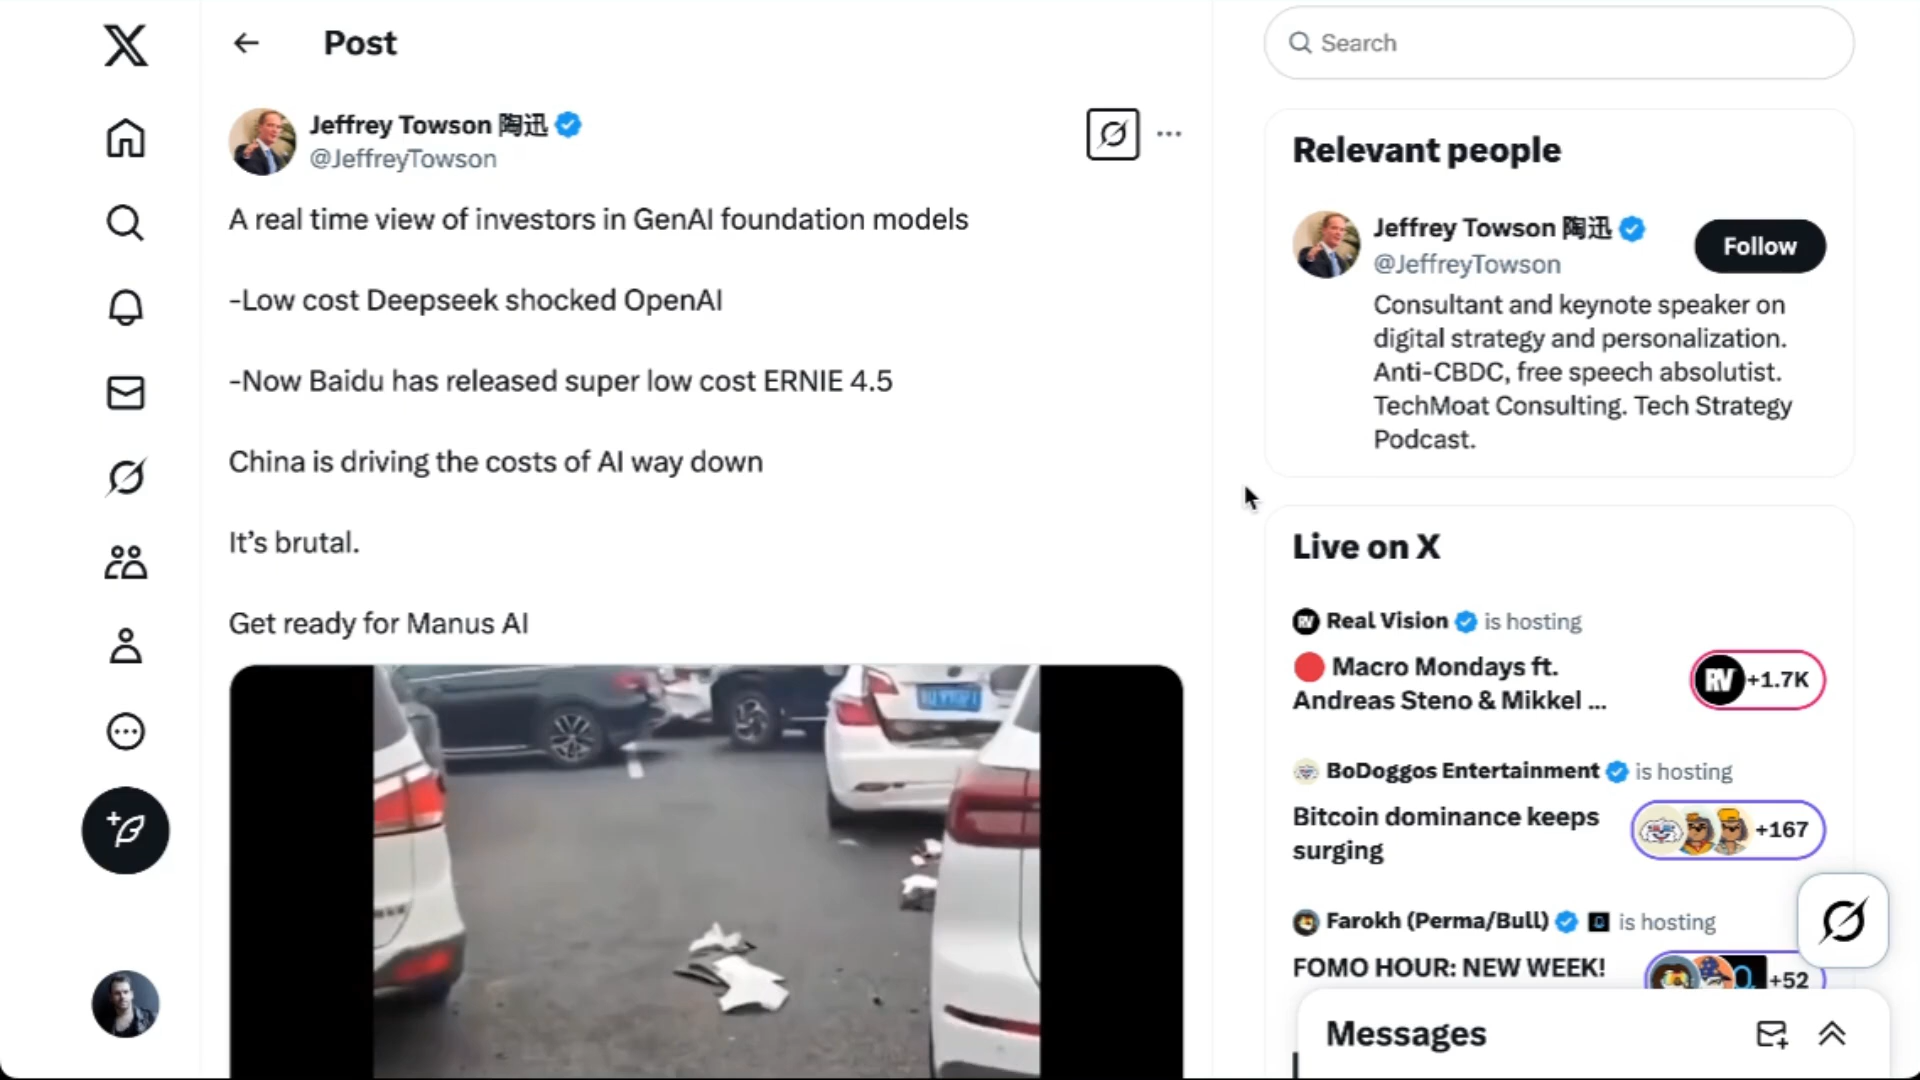 Post
Jeffrey Towson 陶迅
@JeffreyTowson
A real time view of investors in GenAI foundation models
-Low cost Deepseek shocked OpenAI
-Now Baidu has released super low cost ERNIE 4.5
China is driving the costs of AI way down
It’s brutal.
Get ready for Manus AI
Search
Relevant people
Jeffrey Towson 陶迅
@JeffreyTowson
Follow
Consultant and keynote speaker on
digital strategy and personalization.
Anti-CBDC, free speech absolutist.
TechMoat Consulting. Tech Strategy
Podcast.
Live on X
Real Vision is hosting
Macro Mondays ft.
Andreas Steno & Mikkel ...
RV +1.7K
BoDoggos Entertainment is hosting
Bitcoin dominance keeps
surging
+167
Farokh (Perma/Bull) is hosting
FOMO HOUR: NEW WEEK!
+52
Messages